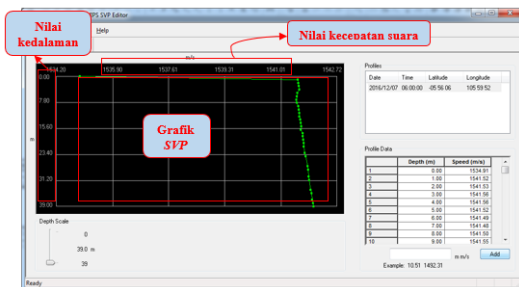 IPS SVP Editor
Help
Nilai kedalaman
Nilai kecepatan suara
m/s
1534.20 1535.90 1537.61 1539.31 1541.01 1542.72
0.00
7.80
15.60
23.40
31.20
39.00
m
Grafik
SVP
Depth Scale
0
39.0 m
39
Profiles
Date Time Latitude Longitude
2016/12/07 06:00:00 -05 56 06 105 59 52
Profile Data
Depth (m) Speed (m/s)
1 0.00 1534.91
2 1.00 1541.52
3 2.00 1541.53
4 3.00 1541.56
5 4.00 1541.56
6 5.00 1541.52
7 6.00 1541.49
8 7.00 1541.48
9 8.00 1541.50
10 9.00 1541.55
m m/s Add
Example: 10.51 1492.31
Ready